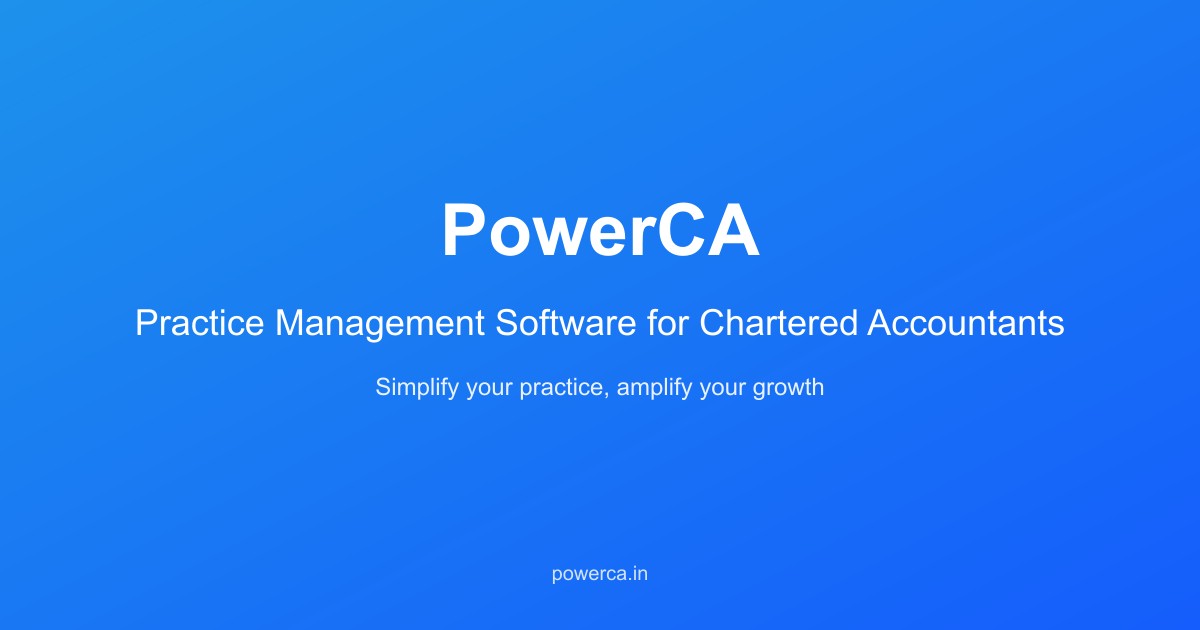 PowerCA
Practice Management Software for Chartered Accountants
Simplify your practice, amplify your growth
powerca.in